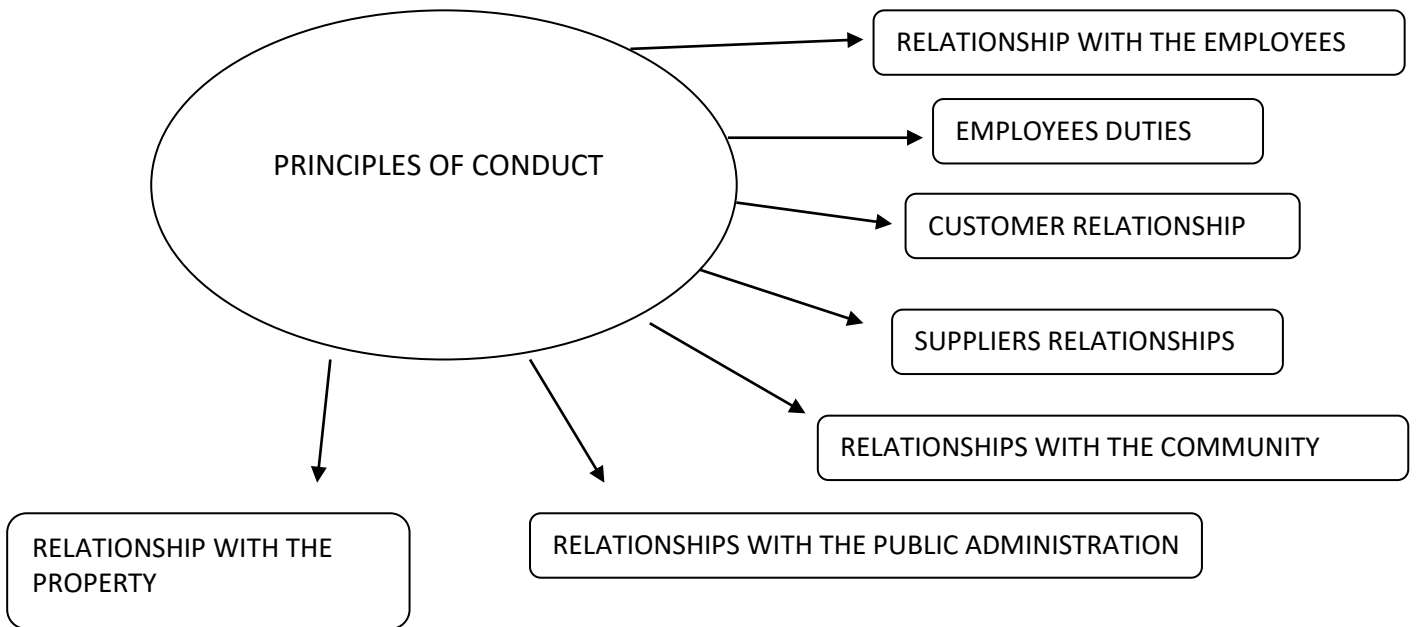 RELATIONSHIP WITH THE EMPLOYEES
EMPLOYEES DUTIES
PRINCIPLES OF CONDUCT
CUSTOMER RELATIONSHIP
SUPPLIERS RELATIONSHIPS
RELATIONSHIPS WITH THE COMMUNITY
RELATIONSHIP WITH THE
PROPERTY
RELATIONSHIPS WITH THE PUBLIC ADMINISTRATION